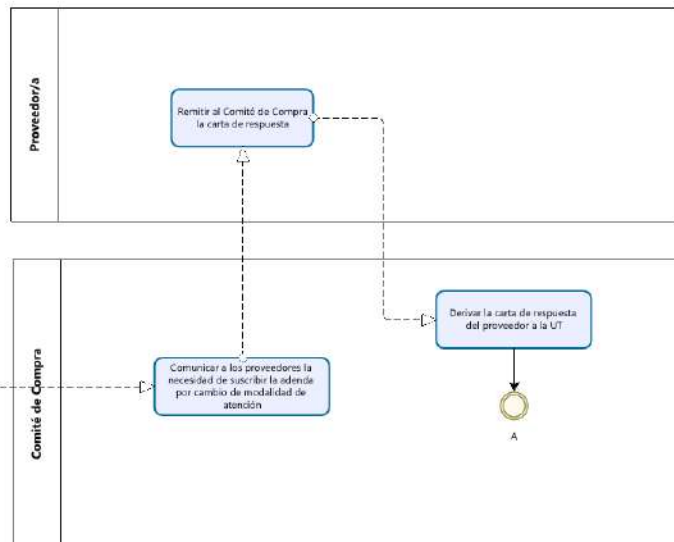 Proveedor/a
Remitir al Comité de Compra
la carta de respuesta
Comité de Compra
Derivar la carta de respuesta
del proveedor a la UT
Comunicar a los proveedores la
necesidad de suscribir la adenda
por cambio de modalidad de
atención
A